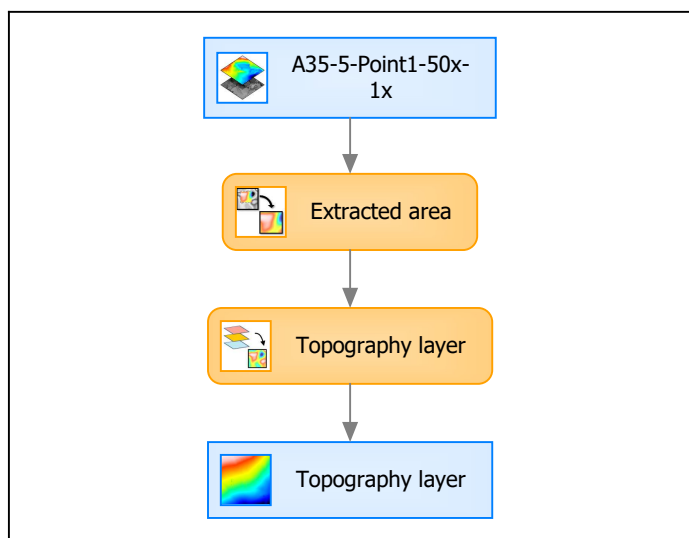 A35-5-Point1-50x-
1x
Extracted area
Topography layer
Topography layer